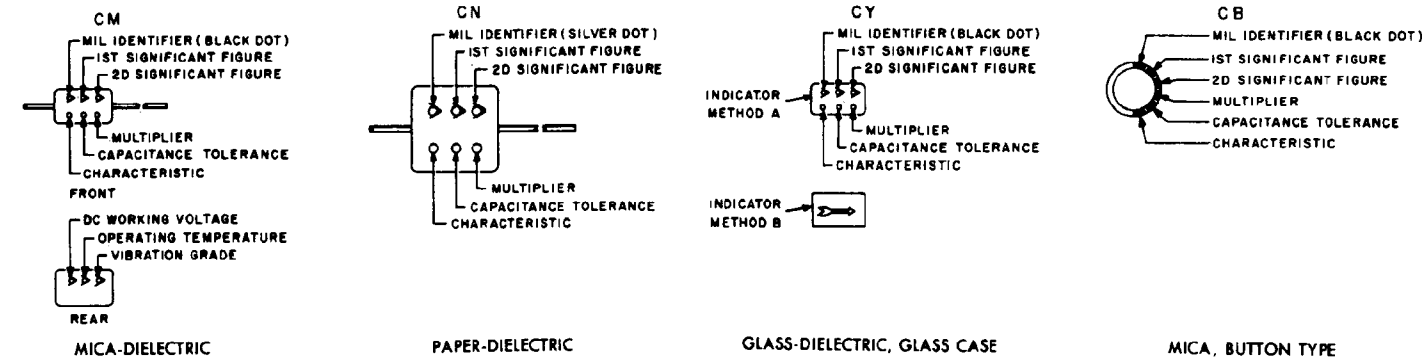 CM
MIL IDENTIFIER (BLACK DOT)
1ST SIGNIFICANT FIGURE
2D SIGNIFICANT FIGURE
MULTIPLIER
CAPACITANCE TOLERANCE
CHARACTERISTIC
FRONT
DC WORKING VOLTAGE
OPERATING TEMPERATURE
VIBRATION GRADE
REAR
MICA-DIELECTRIC
CN
MIL IDENTIFIER (SILVER DOT)
1ST SIGNIFICANT FIGURE
2D SIGNIFICANT FIGURE
MULTIPLIER
CAPACITANCE TOLERANCE
CHARACTERISTIC
PAPER-DIELECTRIC
CY
MIL IDENTIFIER (BLACK DOT)
1ST SIGNIFICANT FIGURE
2D SIGNIFICANT FIGURE
INDICATOR
METHOD A
MULTIPLIER
CAPACITANCE TOLERANCE
CHARACTERISTIC
INDICATOR
METHOD B
GLASS-DIELECTRIC, GLASS CASE
CB
MIL IDENTIFIER (BLACK DOT)
1ST SIGNIFICANT FIGURE
2D SIGNIFICANT FIGURE
MULTIPLIER
CAPACITANCE TOLERANCE
CHARACTERISTIC
MICA, BUTTON TYPE